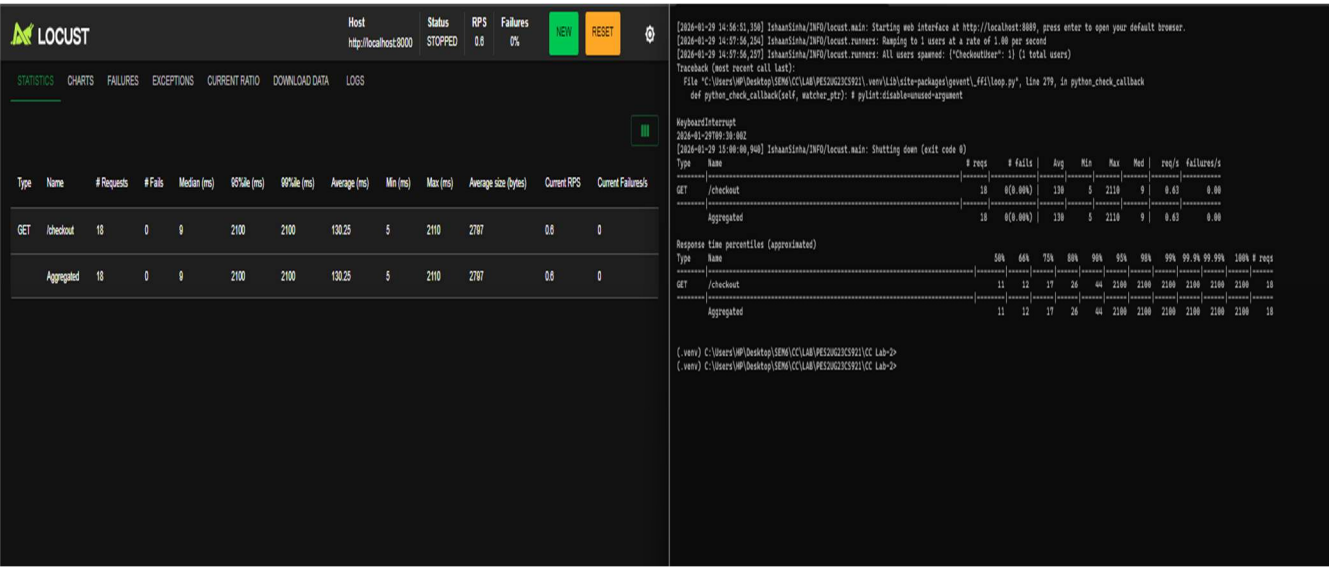 LOCUST
Host
http://localhost:8000
Status
STOPPED
RPS
0.6
Failures
0%
NEW
RESET
STATISTICS CHARTS FAILURES EXCEPTIONS CURRENT RATIO DOWNLOAD DATA LOGS
Type Name # Requests # Fails Median (ms) 95%ile (ms) 99%ile (ms) Average (ms) Min (ms) Max (ms) Average size (bytes) Current RPS Current Failures/s
GET /checkout 18 0 9 2100 2100 130.25 5 2110 2797 0.6 0
Aggregated 18 0 9 2100 2100 130.25 5 2110 2797 0.6 0
[2026-01-29 14:56:51,350] IshaanSinha/INFO/locust.main: Starting web interface at http://localhost:8089, press enter to open your default browser.
[2026-01-29 14:57:56,254] IshaanSinha/INFO/locust.runners: Ramping to 1 users at a rate of 1.00 per second
[2026-01-29 14:57:56,257] IshaanSinha/INFO/locust.runners: All users spawned: {"CheckoutUser": 1} (1 total users)
Traceback (most recent call last):
File "C:\Users\HP\Desktop\SEM6\CC\LAB\PES2UG23CS921\.venv\Lib\site-packages\gevent\_ffi\loop.py", line 279, in python_check_callback
def python_check_callback(self, watcher_ptr): # pylint:disable=unused-argument
KeyboardInterrupt
2026-01-29T09:30:00Z
[2026-01-29 15:00:00,940] IshaanSinha/INFO/locust.main: Shutting down (exit code 0)
Type Name # reqs # fails | Avg Min Max Med | req/s failures/s
GET /checkout 18 0(0.00%) | 130 5 2110 9 | 0.63 0.00
Aggregated 18 0(0.00%) | 130 5 2110 9 | 0.63 0.00
Response time percentiles (approximated)
Type Name 50% 66% 75% 80% 90% 95% 98% 99% 99.9% 99.99% 100% # reqs
GET /checkout 11 12 17 26 44 2100 2100 2100 2100 2100 2100 18
Aggregated 11 12 17 26 44 2100 2100 2100 2100 2100 2100 18
(.venv) C:\Users\HP\Desktop\SEM6\CC\LAB\PES2UG23CS921\CC Lab-2>
(.venv) C:\Users\HP\Desktop\SEM6\CC\LAB\PES2UG23CS921\CC Lab-2>